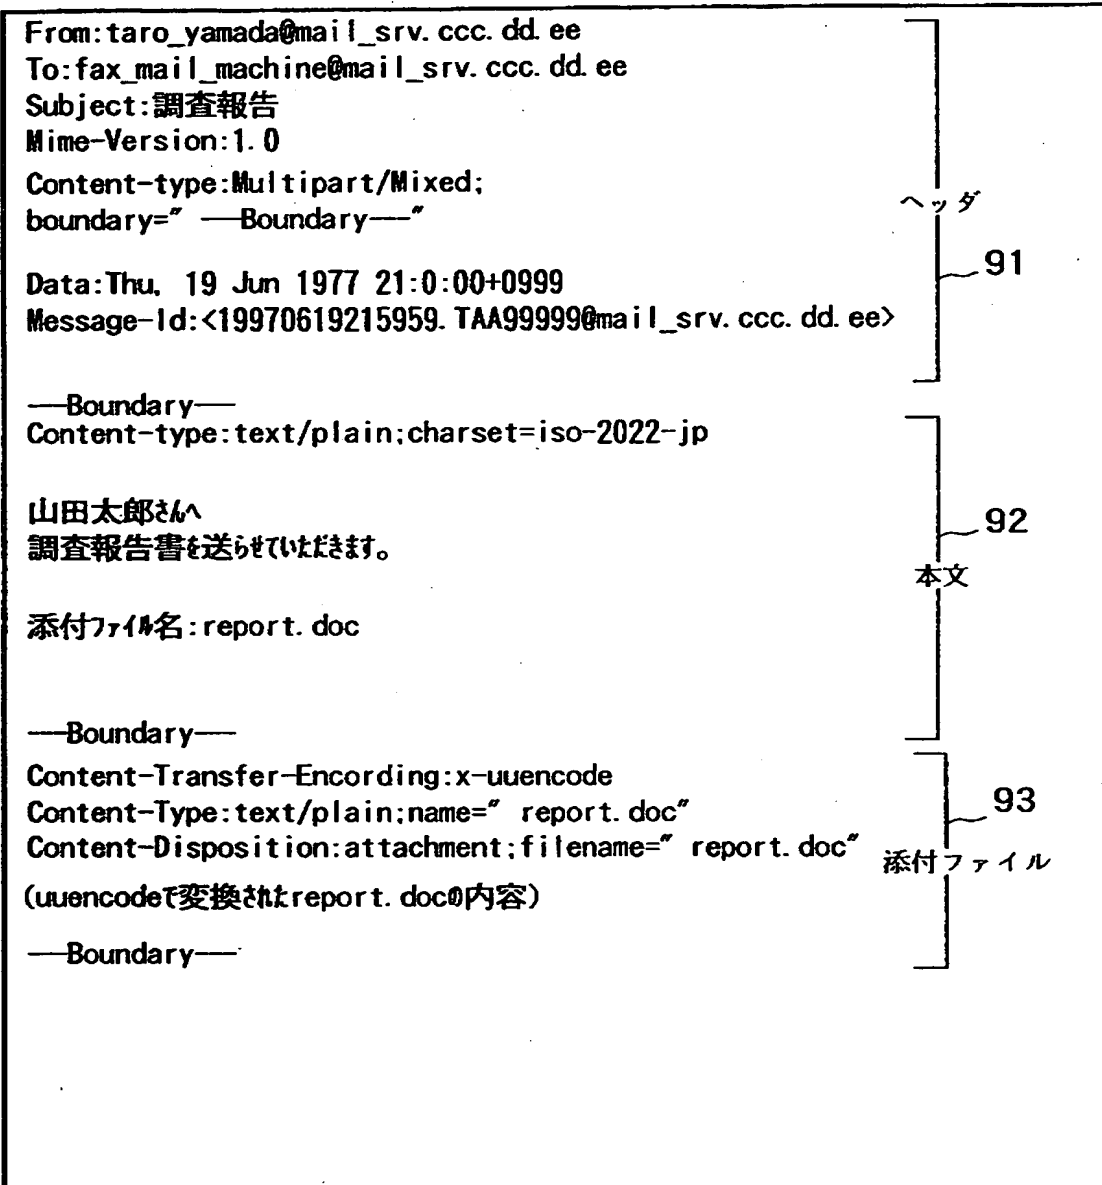 From:taro_yamada@mail_srv.ccc.dd.ee
To:fax_mail_machine@mail_srv.ccc.dd.ee
Subject:調査報告
Mime-Version:1.0
Content-type:Multipart/Mixed;
boundary=" ――Boundary――"
ヘッダ
91
Data:Thu, 19 Jun 1977 21:0:00+0999
Message-Id:<19970619215959.TAA99999@mail_srv.ccc.dd.ee>
――Boundary――
Content-type:text/plain;charset=iso-2022-jp
山田太郎さんへ
調査報告書を送らせていただきます。
92
本文
添付ファイル名:report.doc
――Boundary――
Content-Transfer-Encording:x-uuencode
Content-Type:text/plain;name=" report.doc"
Content-Disposition:attachment;filename=" report.doc"
93
添付ファイル
(uuencodeで変換されたreport.docの内容)
――Boundary――